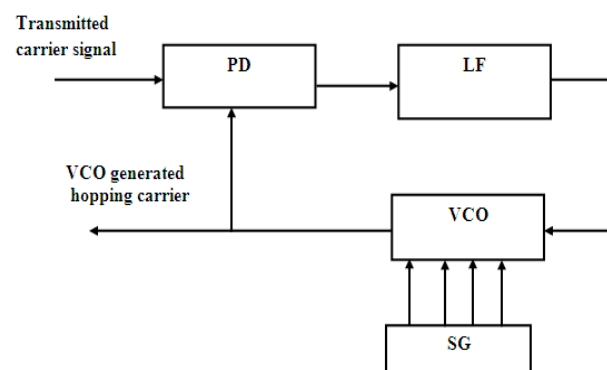 Transmitted
carrier signal
PD
LF
VCO generated
hopping carrier
VCO
SG